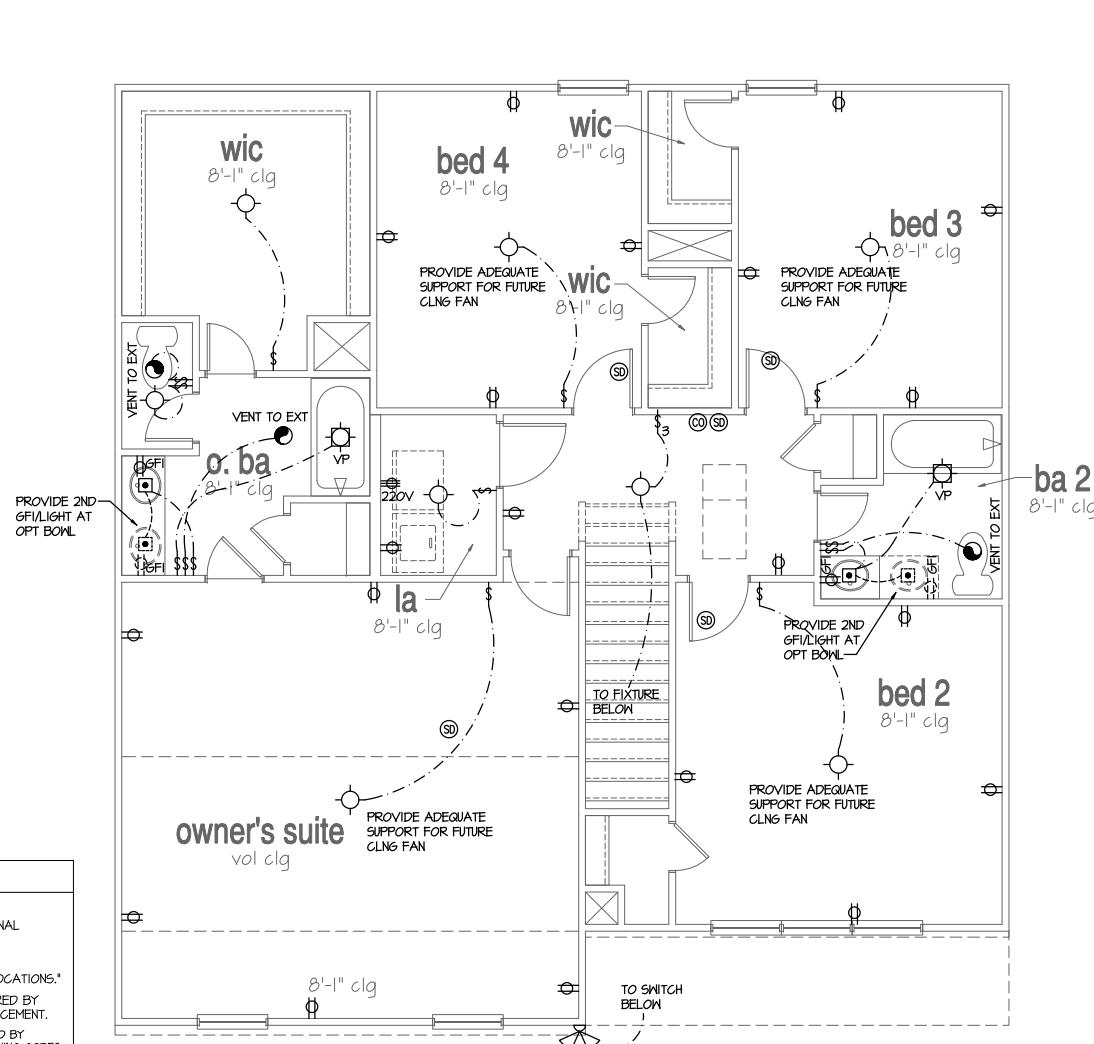 wic
8'-1" clg
bed 4
8'-1" clg
wic
8'-1" clg
bed 3
8'-1" clg
PROVIDE ADEQUATE
SUPPORT FOR FUTURE
CLNG FAN
wic
8'-1" clg
PROVIDE ADEQUATE
SUPPORT FOR FUTURE
CLNG FAN
$
VENT TO EXT
$$
SD
SD
$
$
VENT TO EXT
VP
$3
CO
SD
GFI
o. ba
8'-1" clg
PROVIDE 2ND
GFI/LIGHT AT
OPT BOWL
GFI
$$$
220V
$
VP
ba 2
8'-1" clg
VENT TO EXT
$$
GFI
GFI
la
8'-1" clg
$
$
SD
PROVIDE 2ND
GFI/LIGHT AT
OPT BOWL
TO FIXTURE
BELOW
bed 2
8'-1" clg
SD
PROVIDE ADEQUATE
SUPPORT FOR FUTURE
CLNG FAN
owner's suite
vol clg
PROVIDE ADEQUATE
SUPPORT FOR FUTURE
CLNG FAN
8'-1" clg
TO SWITCH
BELOW
NAL
OCATIONS."
RED BY
CEMENT.
D BY